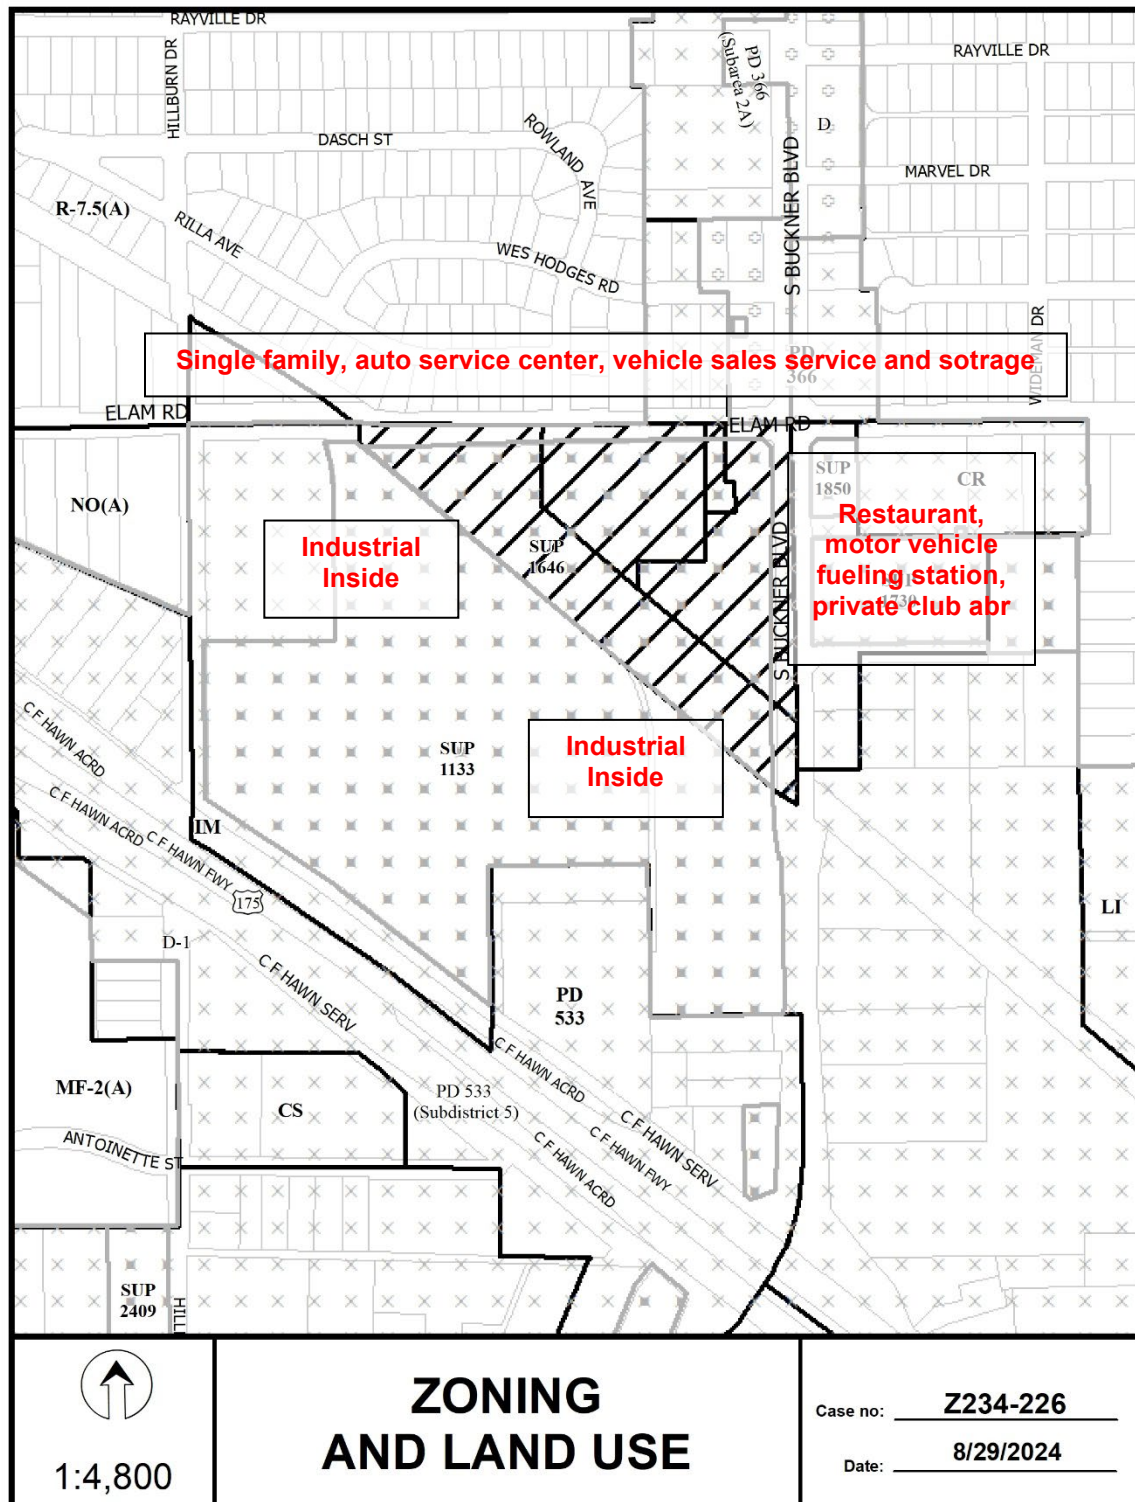 RAYVILLE DR
HILLBURN DR
DASCH ST
ROWLAND AVE
PD 366
(Subarea 2A)
D
RAYVILLE DR
MARVEL DR
S BUCKNER BLVD
R-7.5(A)
RILLA AVE
WES HODGES RD
WIDEMAN DR
Single family, auto service center, vehicle sales service and sotrage
PD
366
ELAM RD
ELAM RD
NO(A)
Industrial
Inside
SUP
1646
SUP
1850
CR
Restaurant,
motor vehicle
fueling station,
private club abr
1730
S BUCKNER BLVD
C F HAWN ACRD
SUP
1133
Industrial
Inside
C F HAWN ACRD
C F HAWN FWY
IM
175
LI
D-1
C F HAWN SERV
PD
533
C F HAWN ACRD
MF-2(A)
CS
PD 533
(Subdistrict 5)
C F HAWN SERV
C F HAWN FWY
C F HAWN ACRD
ANTOINETTE ST
SUP
2409
HILL
1:4,800
ZONING
AND LAND USE
Case no: Z234-226
Date: 8/29/2024